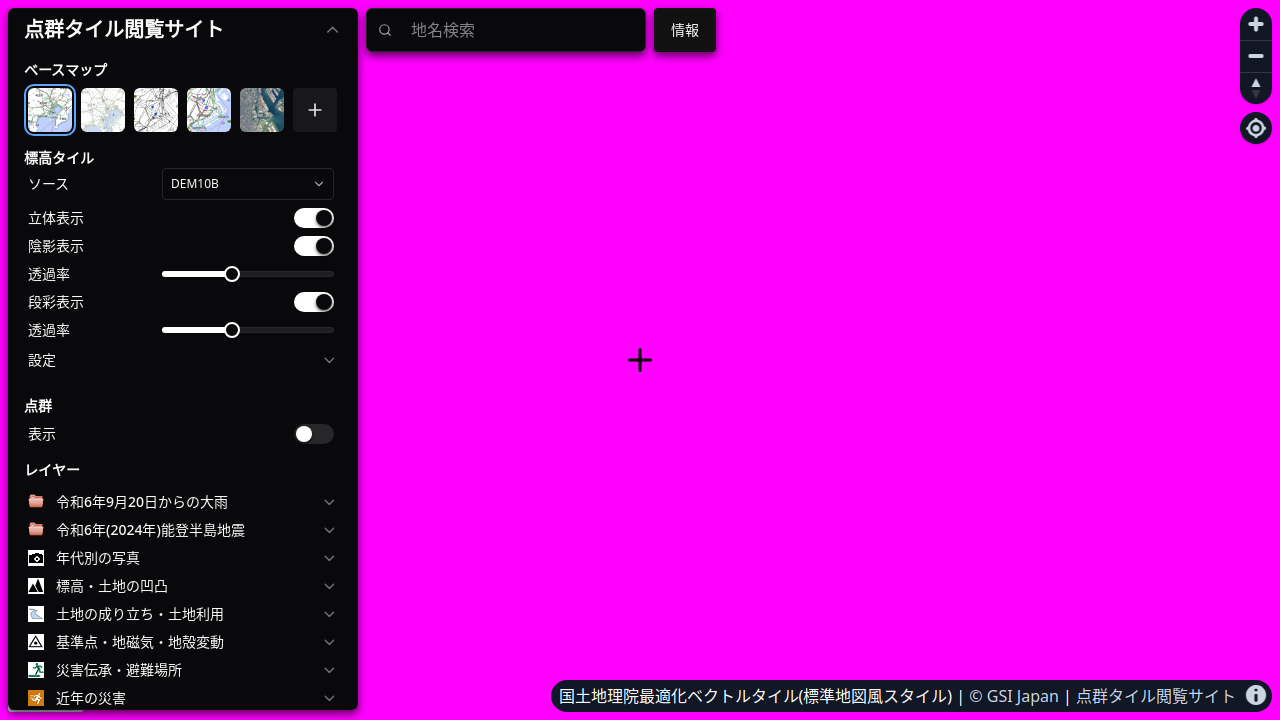 点群タイル閲覧サイト
地名検索
情報
ベースマップ
標高タイル
ソース
DEM10B
立体表示
陰影表示
透過率
段彩表示
透過率
設定
点群
表示
レイヤー
令和6年9月20日からの大雨
令和6年(2024年)能登半島地震
年代別の写真
標高・土地の凹凸
土地の成り立ち・土地利用
基準点・地磁気・地殻変動
災害伝承・避難場所
近年の災害
国土地理院最適化ベクトルタイル(標準地図風スタイル) | © GSI Japan | 点群タイル閲覧サイト